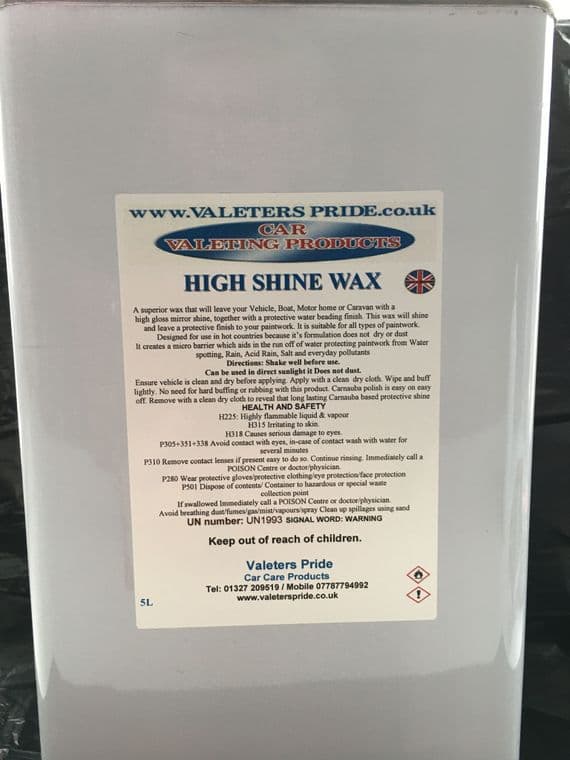 www.VALETERS PRIDE.co.uk
CAR
VALETING PRODUCTS
HIGH SHINE WAX
A superior wax that will leave your Vehicle, Boat, Motor home or Caravan with a
high gloss mirror shine, together with a protective water beading finish. This wax will shine
and leave a protective finish to your paintwork. It is suitable for all types of paintwork.
Designed for use in hot countries because it's formulation does not dry or dust
It creates a micro barrier which aids in the run off of water protecting paintwork from Water
spotting, Rain, Acid Rain, Salt and everyday pollutants
Directions: Shake well before use.
Can be used in direct sunlight it Does not dust.
Ensure vehicle is clean and dry before applying. Apply with a clean dry cloth. Wipe and buff
lightly. No need for hard buffing or rubbing with this product. Carnauba polish is easy on easy
off. Remove with a clean dry cloth to reveal that long lasting Carnauba based protective shine
HEALTH AND SAFETY
H225: Highly flammable liquid & vapour
H315 Irritating to skin.
H318 Causes serious damage to eyes.
P305+351+338 Avoid contact with eyes, in-case of contact wash with water for
several minutes
P310 Remove contact lenses if present easy to do so. Continue rinsing. Immediately call a
POISON Centre or doctor/physician.
P280 Wear protective gloves/protective clothing/eye protection/face protection
P501 Dispose of contents/ Container to hazardous or special waste
collection point
If swallowed Immediately call a POISON Centre or doctor/physician.
Avoid breathing dust/fumes/gas/mist/vapours/spray Clean up spillages using sand
UN number: UN1993 SIGNAL WORD: WARNING
Keep out of reach of children.
Valeters Pride
Car Care Products
Tel: 01327 209519 / Mobile 07787794992
www.valeterspride.co.uk
5L